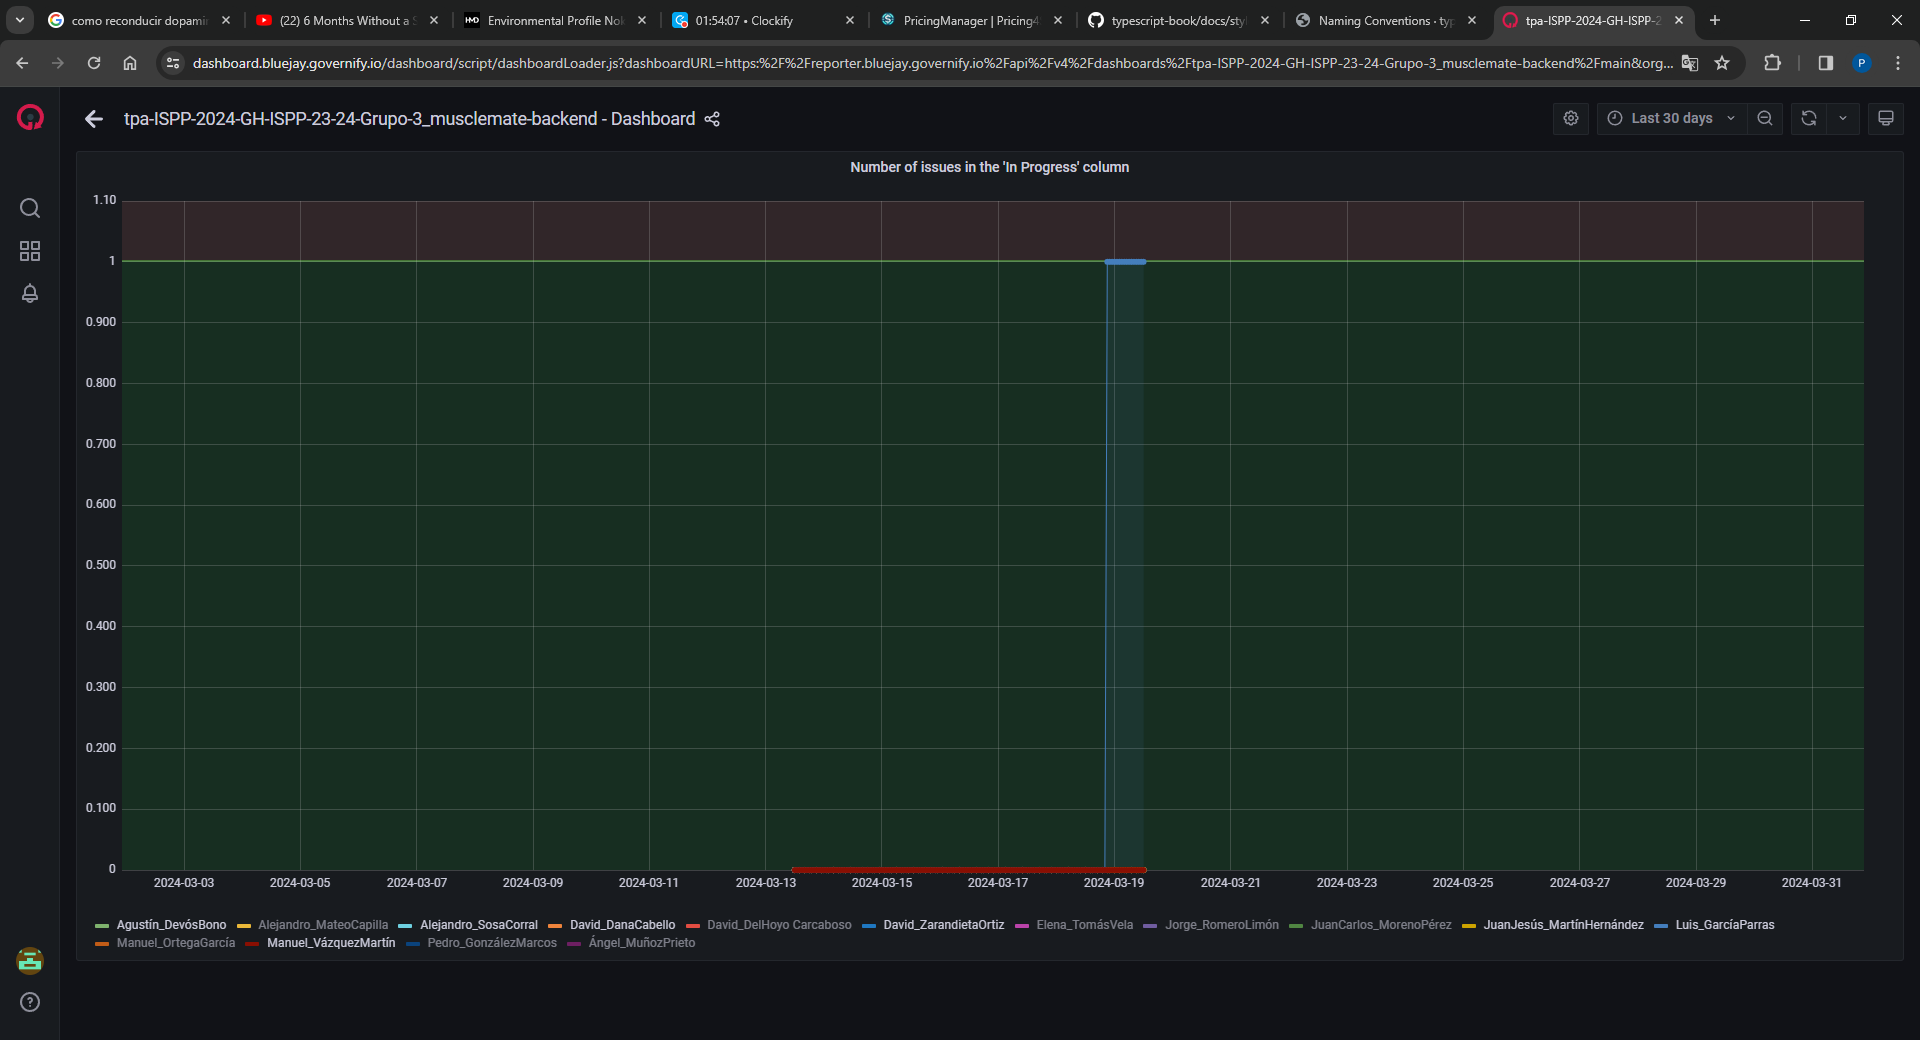 como reconducir dopami
(22) 6 Months Without a S
HMD Environmental Profile Nok
01:54:07 • Clockify
PricingManager | Pricing4
typescript-book/docs/styl
Naming Conventions · typ
tpa-ISPP-2024-GH-ISPP-2
dashboard.bluejay.governify.io/dashboard/script/dashboardLoader.js?dashboardURL=https:%2F%2Freporter.bluejay.governify.io%2Fapi%2Fv4%2Fdashboards%2Ftpa-ISPP-2024-GH-ISPP-23-24-Grupo-3_musclemate-backend%2Fmain&org...
P
tpa-ISPP-2024-GH-ISPP-23-24-Grupo-3_musclemate-backend - Dashboard
Last 30 days
Number of issues in the 'In Progress' column
1.10
1
0.900
0.800
0.700
0.600
0.500
0.400
0.300
0.200
0.100
0
2024-03-03 2024-03-05 2024-03-07 2024-03-09 2024-03-11 2024-03-13 2024-03-15 2024-03-17 2024-03-19 2024-03-21 2024-03-23 2024-03-25 2024-03-27 2024-03-29 2024-03-31
Agustín_DevósBono Alejandro_MateoCapilla Alejandro_SosaCorral David_DanaCabello David_DelHoyo Carcaboso David_ZarandietaOrtiz Elena_TomásVela Jorge_RomeroLimón JuanCarlos_MorenoPérez JuanJesús_MartínHernández Luis_GarcíaParras
Manuel_OrtegaGarcía Manuel_VázquezMartín Pedro_GonzálezMarcos Ángel_MuñozPrieto